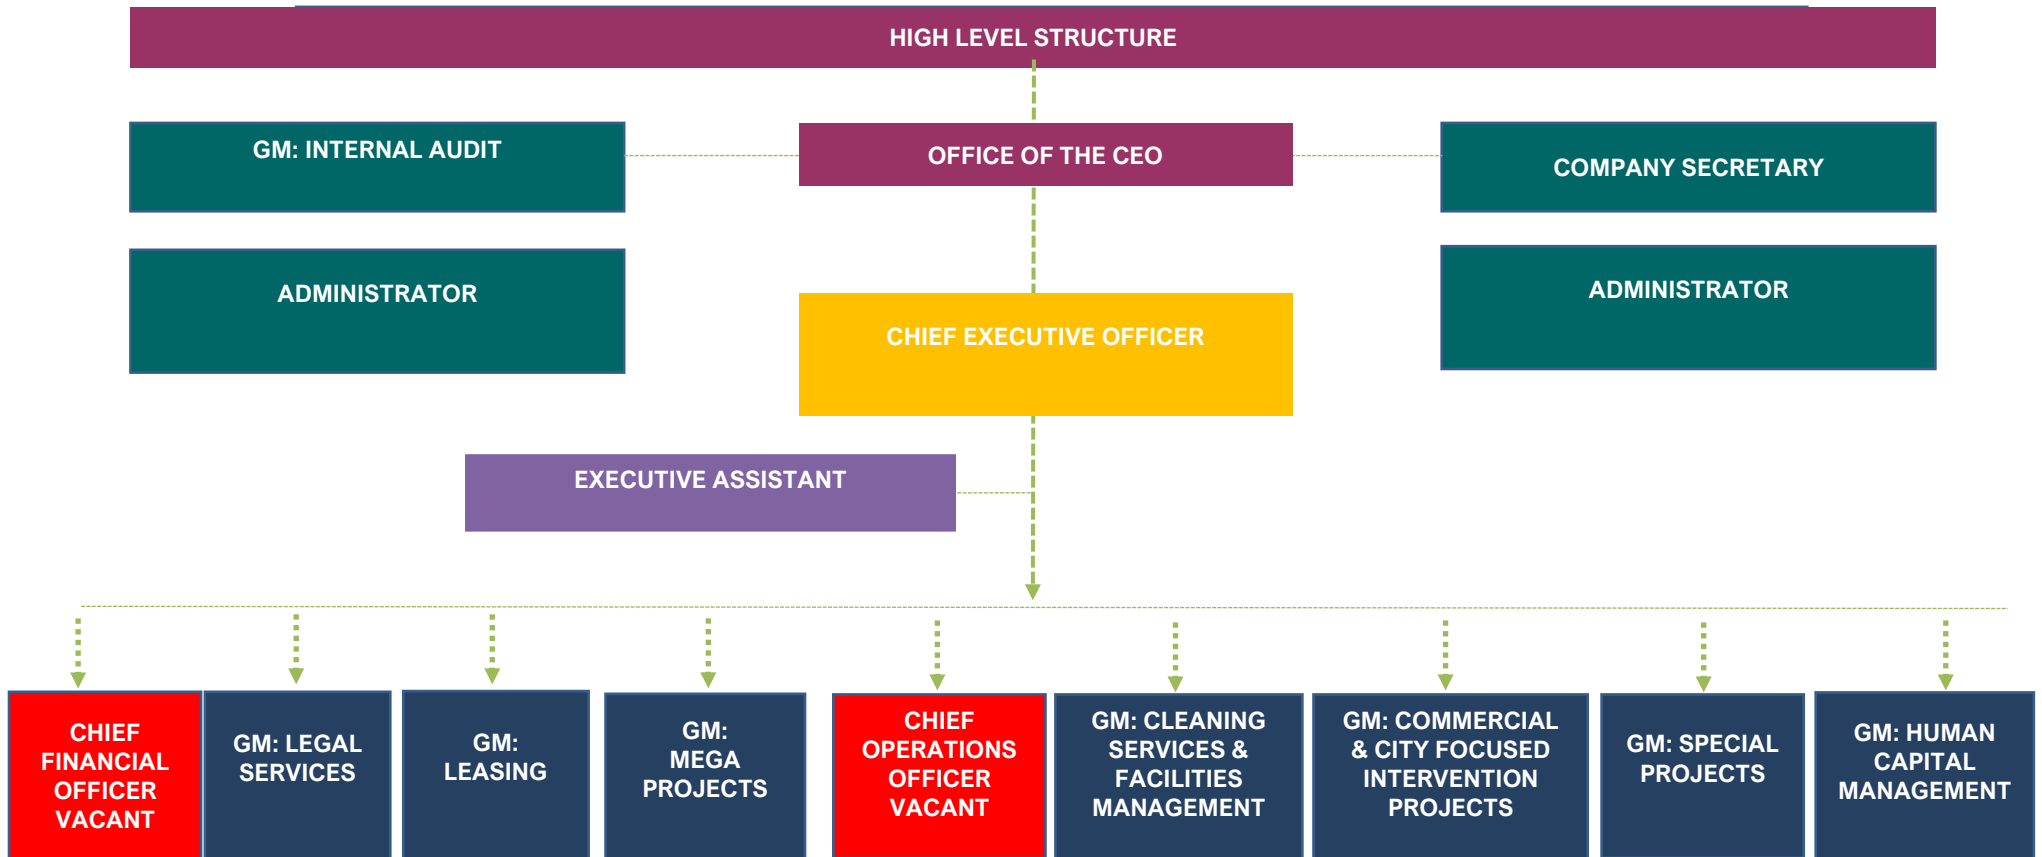 HIGH LEVEL STRUCTURE
GM: INTERNAL AUDIT
OFFICE OF THE CEO
COMPANY SECRETARY
ADMINISTRATOR
CHIEF EXECUTIVE OFFICER
ADMINISTRATOR
EXECUTIVE ASSISTANT
CHIEF
FINANCIAL
OFFICER
VACANT
GM: LEGAL
SERVICES
GM:
LEASING
GM:
MEGA
PROJECTS
CHIEF
OPERATIONS
OFFICER
VACANT
GM: CLEANING
SERVICES &
FACILITIES
MANAGEMENT
GM: COMMERCIAL
& CITY FOCUSED
INTERVENTION
PROJECTS
GM: SPECIAL
PROJECTS
GM: HUMAN
CAPITAL
MANAGEMENT